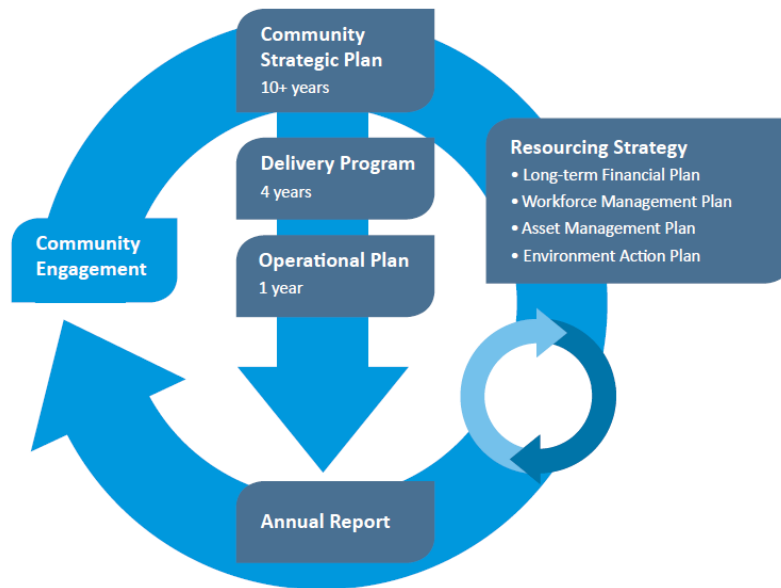 Community
Strategic Plan
10+ years
Delivery Program
4 years
Operational Plan
1 year
Resourcing Strategy
• Long-term Financial Plan
• Workforce Management Plan
• Asset Management Plan
• Environment Action Plan
Community
Engagement
Annual Report